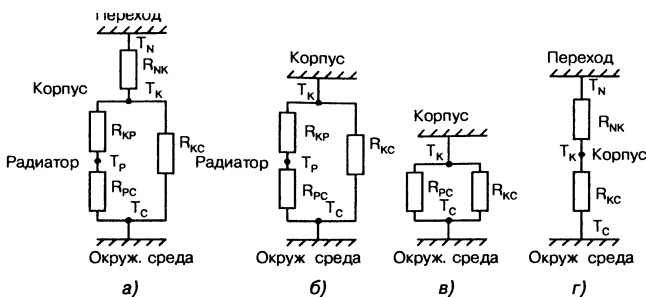 Переход
T_N
R_NK
T_K
Корпус
R_KP
R_KC
Радиатор
T_P
R_PC
T_C
Окруж. среда
а)
Корпус
T_K
R_KP
R_KC
Радиатор
T_P
R_PC
T_C
Окруж. среда
б)
Корпус
T_K
R_PC
R_KC
T_C
Окруж. среда
в)
Переход
T_N
R_NK
T_K Корпус
R_KC
T_C
Окруж. среда
г)